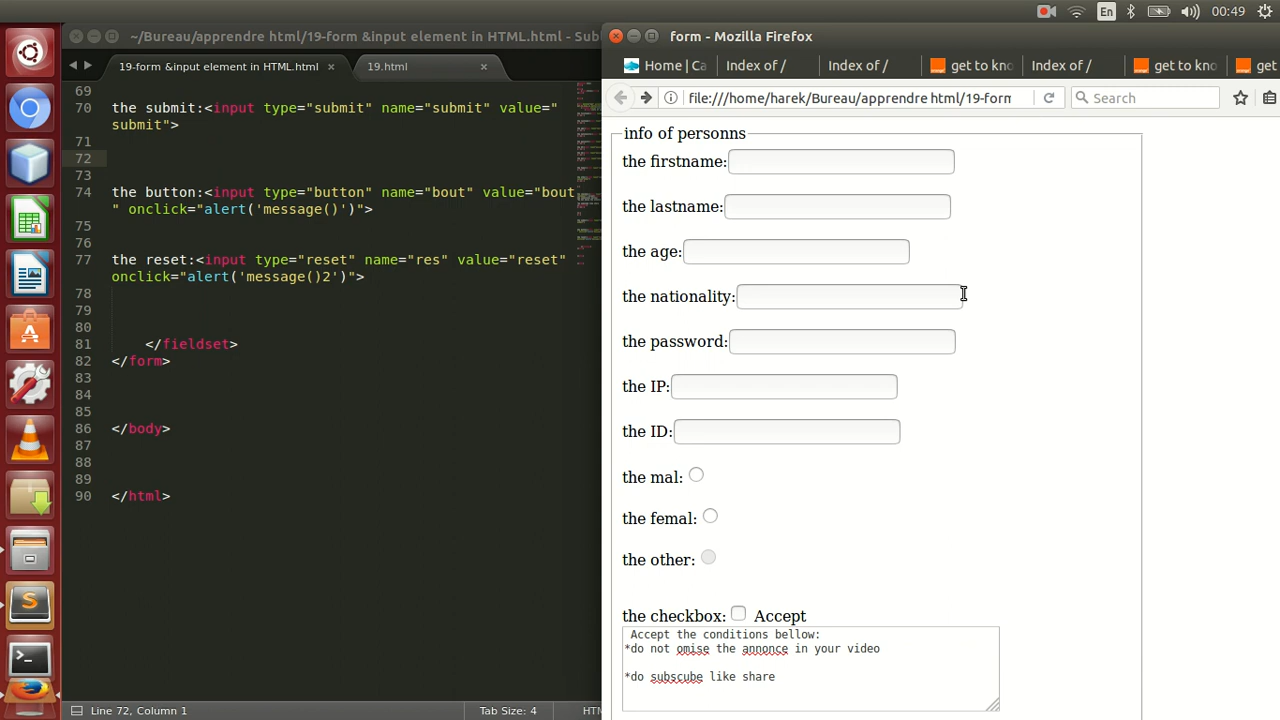 En
00:49
~/Bureau/apprendre html/19-form &input element in HTML.html - Subl
19-form &input element in HTML.html
19.html
69
70 the submit:<input type="submit" name="submit" value="
submit">
71
72
73
74 the button:<input type="button" name="bout" value="bout
" onclick="alert('message()')">
75
76
77 the reset:<input type="reset" name="res" value="reset"
onclick="alert('message()2')">
78
79
80
81 </fieldset>
82 </form>
83
84
85
86 </body>
87
88
89
90 </html>
Line 72, Column 1
Tab Size: 4
HTM
form - Mozilla Firefox
Home | Ca
Index of /
Index of /
get to kno
Index of /
get to kno
get
file:///home/harek/Bureau/apprendre html/19-form
Search
info of personns
the firstname:
the lastname:
the age:
the nationality:
the password:
the IP:
the ID:
the mal:
the femal:
the other:
the checkbox: Accept
Accept the conditions bellow:
*do not omise the annonce in your video
*do subscube like share